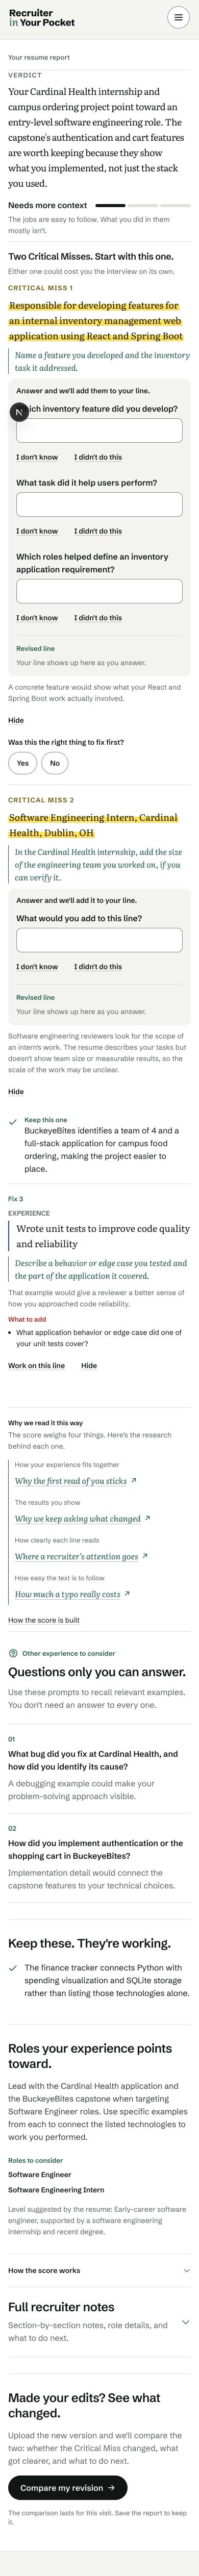 Recruiter
in Your Pocket
Your resume report
VERDICT
Your Cardinal Health internship and
campus ordering project point toward an
entry-level software engineering role. The
capstone's authentication and cart features
are worth keeping because they show
what you implemented, not just the stack
you used.
Needs more context
The jobs are easy to follow. What you did in them
mostly isn't.
Two Critical Misses. Start with this one.
Either one could cost you the interview on its own.
CRITICAL MISS 1
Responsible for developing features for
an internal inventory management web
application using React and Spring Boot
Name a feature you developed and the inventory
task it addressed.
Answer and we'll add them to your line.
inventory feature did you develop?
N
I don't know I didn't do this
What task did it help users perform?
I don't know I didn't do this
Which roles helped define an inventory
application requirement?
I don't know I didn't do this
Revised line
Your line shows up here as you answer.
A concrete feature would show what your React and
Spring Boot work actually involved.
Hide
Was this the right thing to fix first?
Yes No
CRITICAL MISS 2
Software Engineering Intern, Cardinal
Health, Dublin, OH
In the Cardinal Health internship, add the size
of the engineering team you worked on, if you
can verify it.
Answer and we'll add it to your line.
What would you add to this line?
I don't know I didn't do this
Revised line
Your line shows up here as you answer.
Software engineering reviewers look for the scope of
an intern's work. The resume describes your tasks but
doesn't show team size or measurable results, so the
scale of the work may be unclear.
Hide
Keep this one
BuckeyeBites identifies a team of 4 and a
full-stack application for campus food
ordering, making the project easier to
place.
Fix 3
EXPERIENCE
Wrote unit tests to improve code quality
and reliability
Describe a behavior or edge case you tested and
the part of the application it covered.
That example would give a reviewer a better sense of
how you approached code reliability.
What to add
• What application behavior or edge case did one of
your unit tests cover?
Work on this line Hide
Why we read it this way
The score weighs four things. Here's the research
behind each one.
How your experience fits together
Why the first read of you sticks ↗
The results you show
Why we keep asking what changed ↗
How clearly each line reads
Where a recruiter's attention goes ↗
How easy the text is to follow
How much a typo really costs ↗
How the score is built
Other experience to consider
Questions only you can answer.
Use these prompts to recall relevant examples.
You don't need an answer to every one.
01
What bug did you fix at Cardinal Health, and
how did you identify its cause?
A debugging example could make your
problem-solving approach visible.
02
How did you implement authentication or the
shopping cart in BuckeyeBites?
Implementation detail would connect the
capstone features to your technical choices.
Keep these. They're working.
The finance tracker connects Python with
spending visualization and SQLite storage
rather than listing those technologies alone.
Roles your experience points
toward.
Lead with the Cardinal Health application and
the BuckeyeBites capstone when targeting
Software Engineer roles. Use specific examples
from each to connect the listed technologies to
work you performed.
Roles to consider
Software Engineer
Software Engineering Intern
Level suggested by the resume: Early-career software
engineer, supported by a software engineering
internship and recent degree.
How the score works
Full recruiter notes
Section-by-section notes, role details, and
what to do next.
Made your edits? See what
changed.
Upload the new version and we'll compare the
two: whether the Critical Miss changed, what
got clearer, and what to do next.
Compare my revision →
The comparison lasts for this visit. Save the report to keep
it.